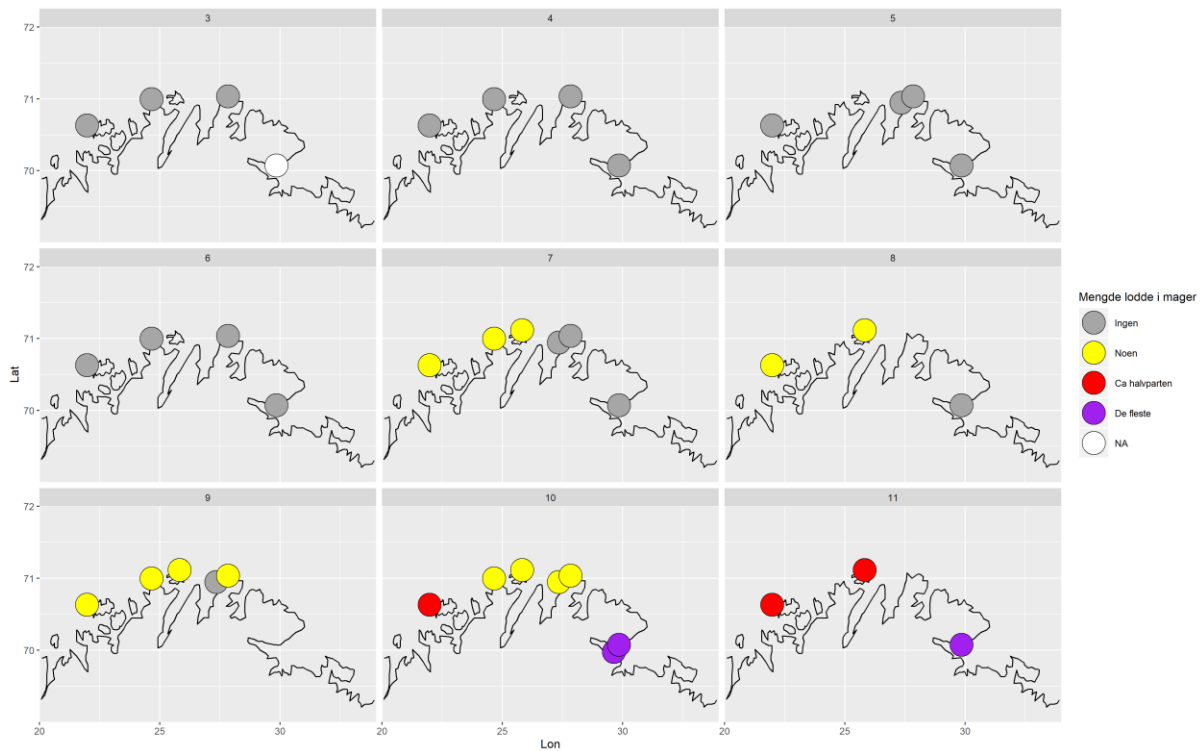 3 4 5
72
71
70
6 7 8
72
71
70
Lat
Mengde lodde i mager
Ingen
Noen
Ca halvparten
De fleste
NA
9 10 11
72
71
70
20 25 30 20 25 30 20 25 30
Lon